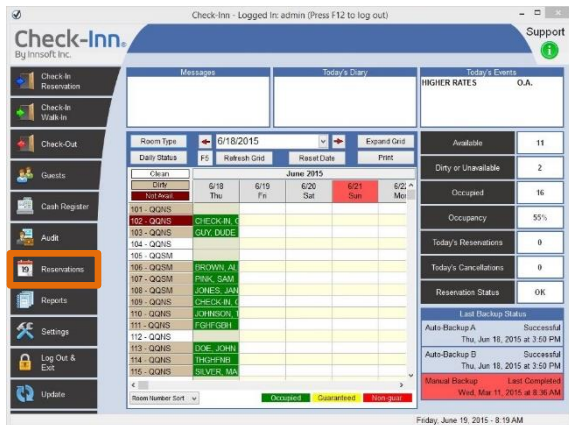 Check-Inn - Logged In: admin (Press F12 to log out)
Check-Inn®
By Innsoft Inc.
Support
Check-In
Reservation
Check-In
Walk-In
Check-Out
Guests
Cash Register
Audit
19
Reservations
Reports
Settings
Log Out &
Exit
Update
Messages
Today's Diary
Today's Events
HIGHER RATES O.A.
Room Type
6/18/2015
Expand Grid
Daily Status
F5
Refresh Grid
Reset Date
Print
Clean
Dirty
Not Avail
June 2015
6/18 6/19 6/20 6/21 6/22
Thu Fri Sat Sun Mon
101 - QQNS
102 - QQNS CHECK-IN, C
103 - QQNS GUY, DUDE
104 - QQNS
105 - QQSM
106 - QQSM BROWN, AL
107 - QQSM PINK, SAM
108 - QQSM JONES, JAN
109 - QQNS CHECK-IN, C
110 - QQNS JOHNSON, T
111 - QQNS FGHFGBH
112 - QQNS
113 - QQNS DOE, JOHN
114 - QQNS THGHFNB
115 - QQNS SILVER, MA
Room Number Sort
Occupied
Guaranteed
Non-guar
Available 11
Dirty or Unavailable 2
Occupied 16
Occupancy 55%
Today's Reservations 0
Today's Cancellations 0
Reservation Status OK
Last Backup Status
Auto-Backup A Successful
Thu, Jun 18, 2015 at 3:50 PM
Auto-Backup B Successful
Thu, Jun 18, 2015 at 3:50 PM
Manual Backup Last Completed
Wed, Mar 11, 2015 at 8:36 AM
Friday, June 19, 2015 - 8:19 AM